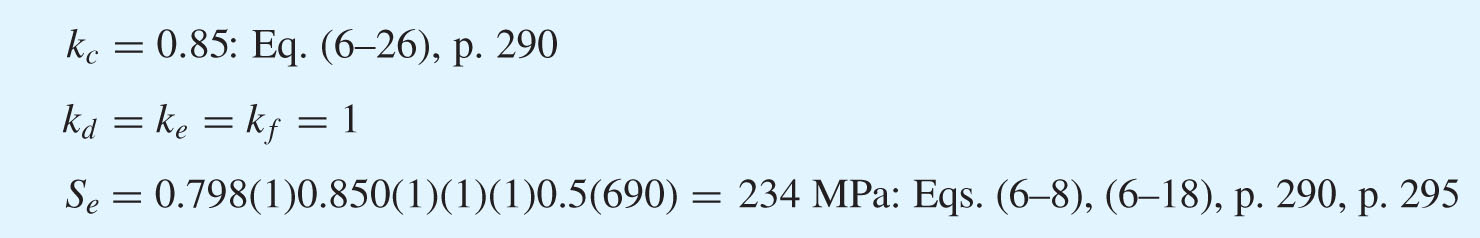 k_c = 0.85: Eq. (6–26), p. 290
k_d = k_e = k_f = 1
S_e = 0.798(1)0.850(1)(1)(1)0.5(690) = 234 MPa: Eqs. (6–8), (6–18), p. 290, p. 295